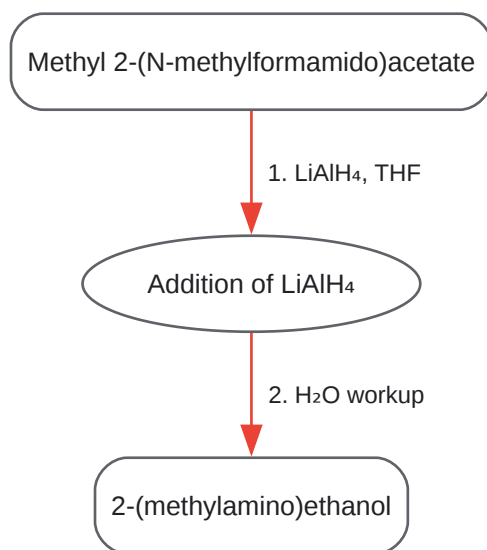 Methyl 2-(N-methylformamido)acetate
1. LiAlH₄, THF
Addition of LiAlH₄
2. H₂O workup
2-(methylamino)ethanol